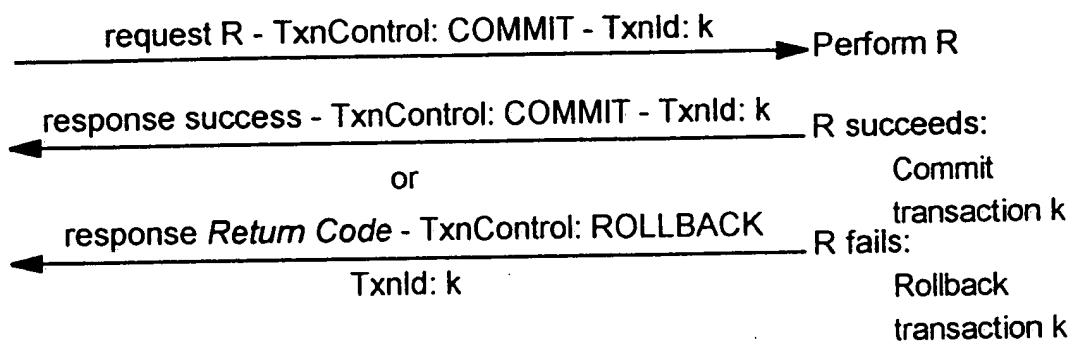 request R - TxnControl: COMMIT - TxnId: k
Perform R
response success - TxnControl: COMMIT - TxnId: k
R succeeds:
Commit
transaction k
or
response Return Code - TxnControl: ROLLBACK
TxnId: k
R fails:
Rollback
transaction k